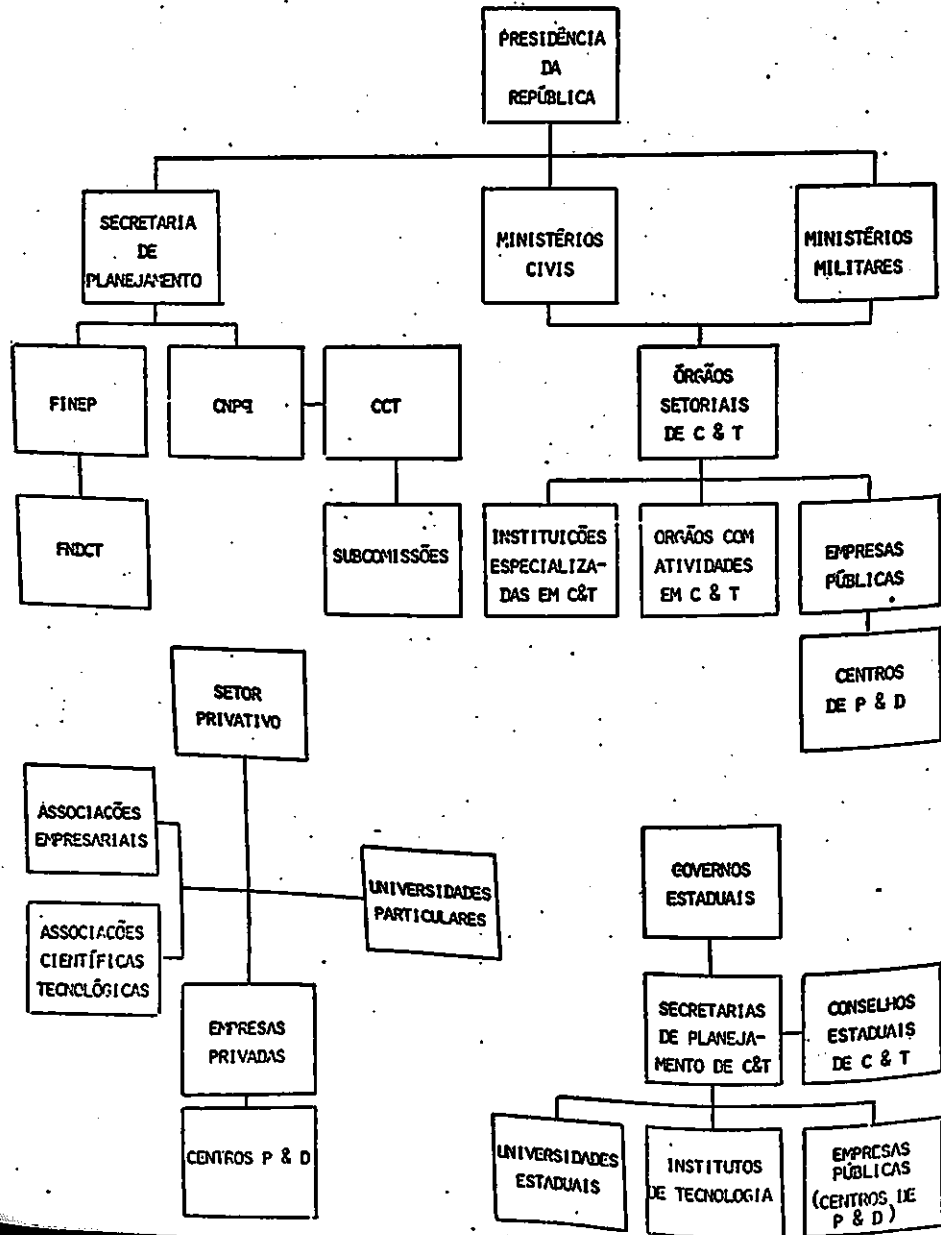 PRESIDÊNCIA
DA
REPÚBLICA
SECRETARIA
DE
PLANEJAMENTO
MINISTÉRIOS
CIVIS
MINISTÉRIOS
MILITARES
FINEP
CNPq
CCT
ÓRGÃOS
SETORIAIS
DE C & T
FNDCT
SUBCOMISSÕES
INSTITUICÕES
ESPECIALIZA-
DAS EM C&T
ORGÃOS COM
ATIVIDADES
EM C & T
EMPRESAS
PÚBLICAS
CENTROS
DE P & D
SETOR
PRIVATIVO
ASSOCIACÕES
EMPRESARIAIS
UNIVERSIDADES
PARTICULARES
ASSOCIACÕES
CIENTÍFICAS
TECNOLÓGICAS
EMPRESAS
PRIVADAS
CENTROS P & D
GOVERNOS
ESTADUAIS
SECRETARIAS
DE PLANEJA-
MENTO DE C&T
CONSELHOS
ESTADUAIS
DE C & T
UNIVERSIDADES
ESTADUAIS
INSTITUTOS
DE TECNOLOGIA
EMPRESAS
PÚBLICAS
(CENTROS DE
P & D)